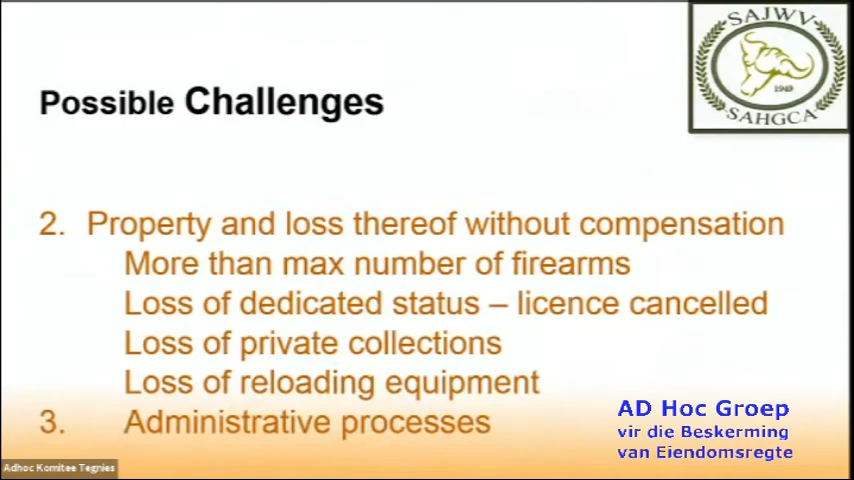 SAJWV
1949
SAHGCA
Possible Challenges
2. Property and loss thereof without compensation
More than max number of firearms
Loss of dedicated status – licence cancelled
Loss of private collections
Loss of reloading equipment
3. Administrative processes
AD Hoc Groep
vir die Beskerming
van Eiendomsregte
Adhoc Komitee Tegnies